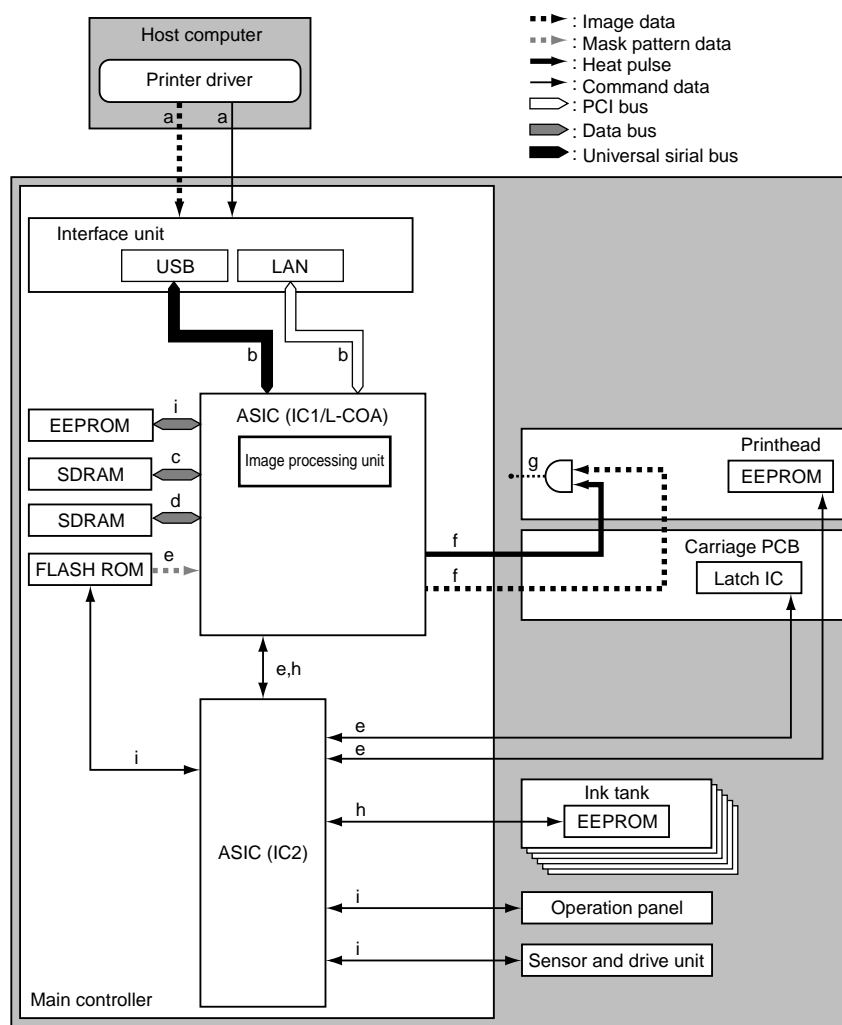 Host computer
Printer driver
a
a
: Image data
: Mask pattern data
: Heat pulse
: Command data
: PCI bus
: Data bus
: Universal sirial bus
Interface unit
USB
LAN
b
b
ASIC (IC1/L-COA)
Image processing unit
EEPROM
i
SDRAM
c
SDRAM
d
FLASH ROM
e
f
f
g
Printhead
EEPROM
Carriage PCB
Latch IC
e,h
e
e
i
h
Ink tank
EEPROM
ASIC (IC2)
i
Operation panel
i
Sensor and drive unit
Main controller